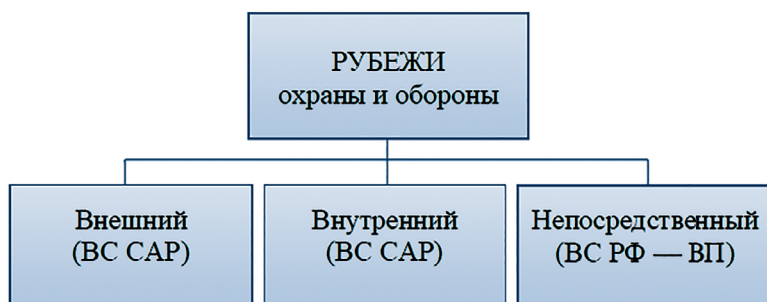 РУБЕЖИ
охраны и обороны
Внешний
(ВС САР)
Внутренний
(ВС САР)
Непосредственный
(ВС РФ — ВП)